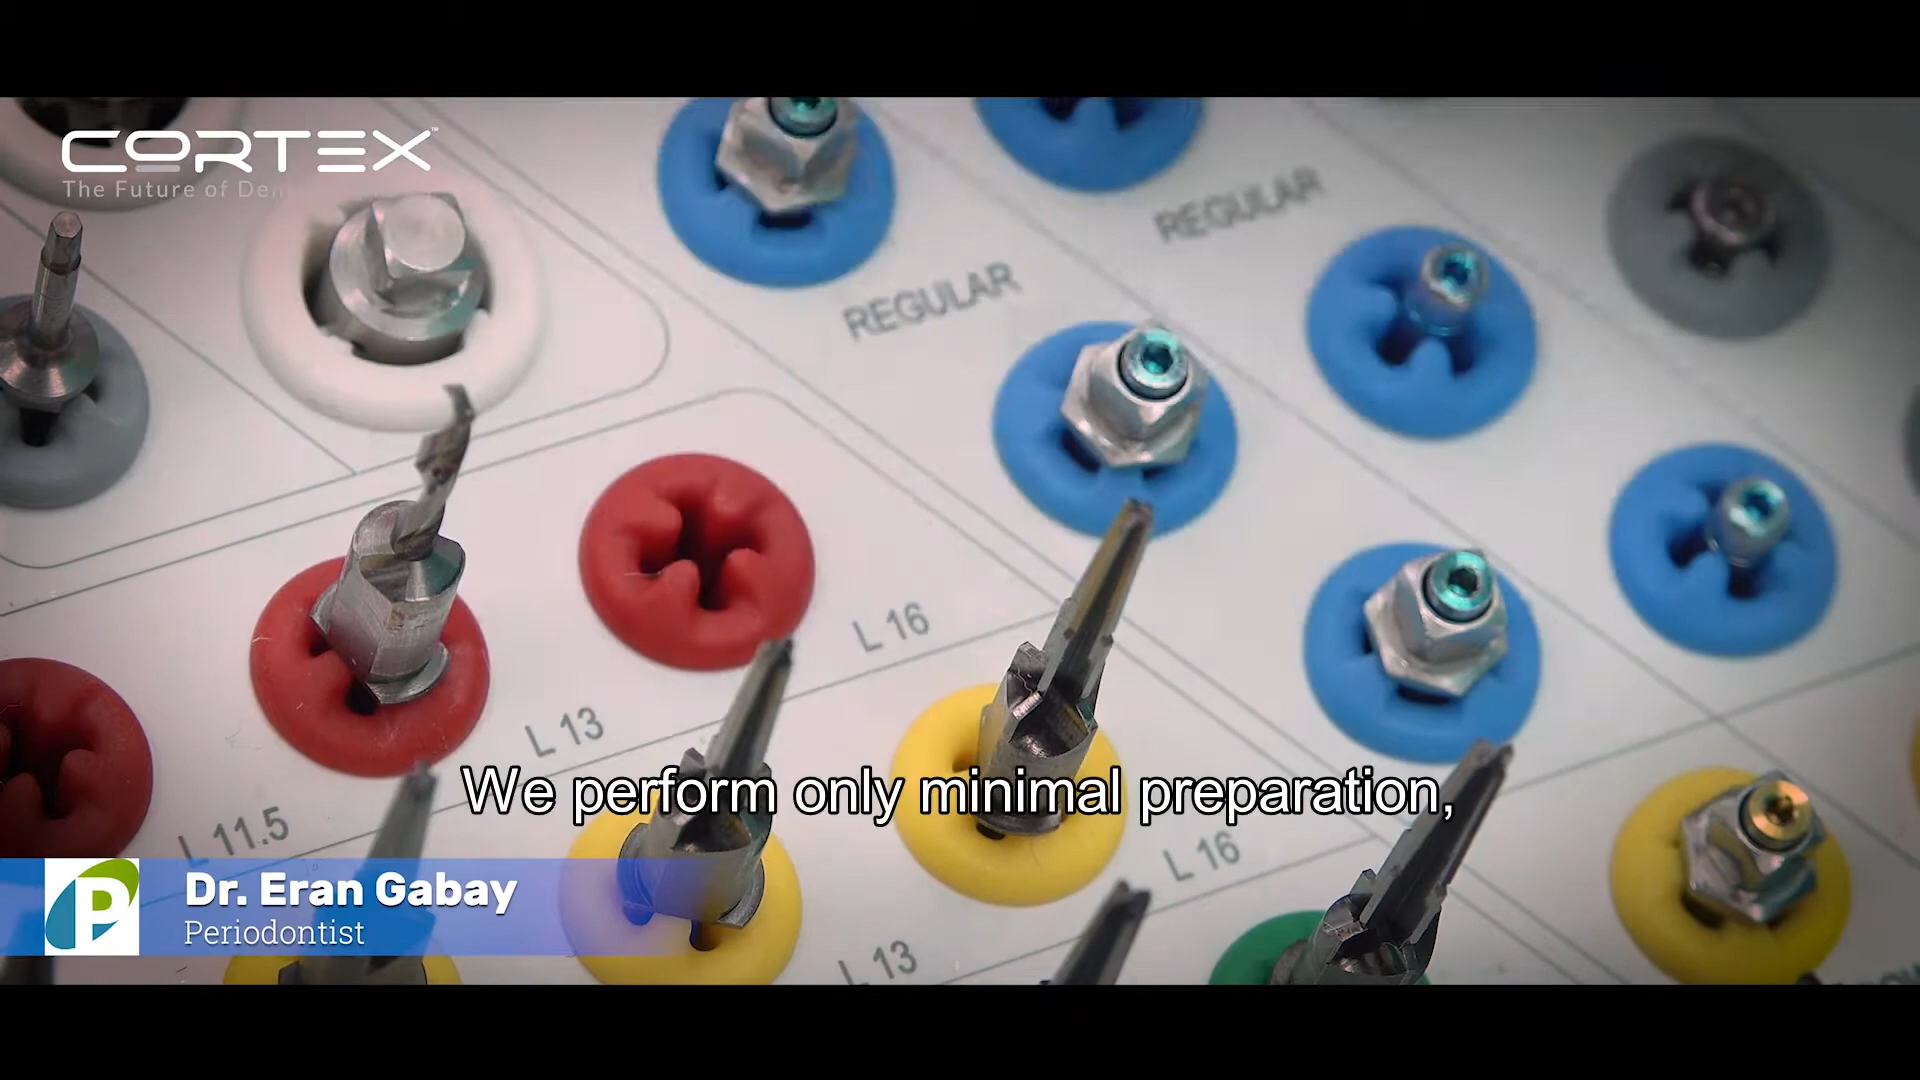 CORTEX™
The Future of Den
REGULAR
REGULAR
L 16
L 13
L 11.5
We perform only minimal preparation,
L 16
L 13
P
Dr. Eran Gabay
Periodontist